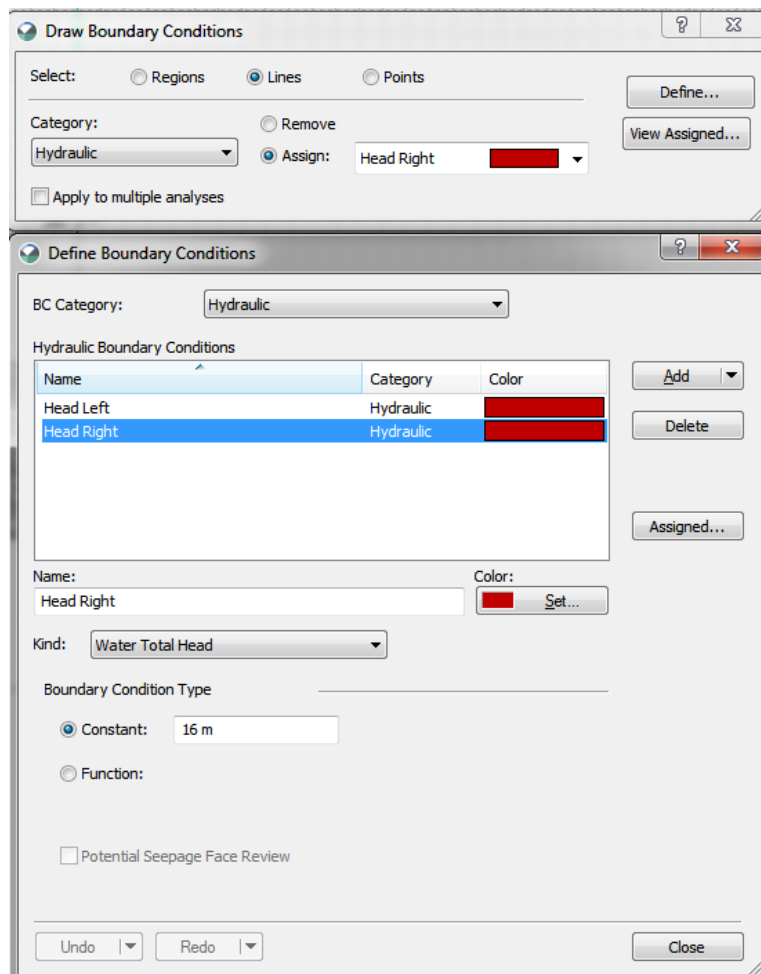 Draw Boundary Conditions
Select: Regions Lines Points
Define...
Category: Remove
View Assigned...
Hydraulic Assign: Head Right
Apply to multiple analyses
Define Boundary Conditions
BC Category: Hydraulic
Hydraulic Boundary Conditions
Name Category Color
Add
Head Left Hydraulic
Head Right Hydraulic
Delete
Assigned...
Name: Color:
Head Right Set...
Kind: Water Total Head
Boundary Condition Type
Constant: 16 m
Function:
Potential Seepage Face Review
Undo Redo Close